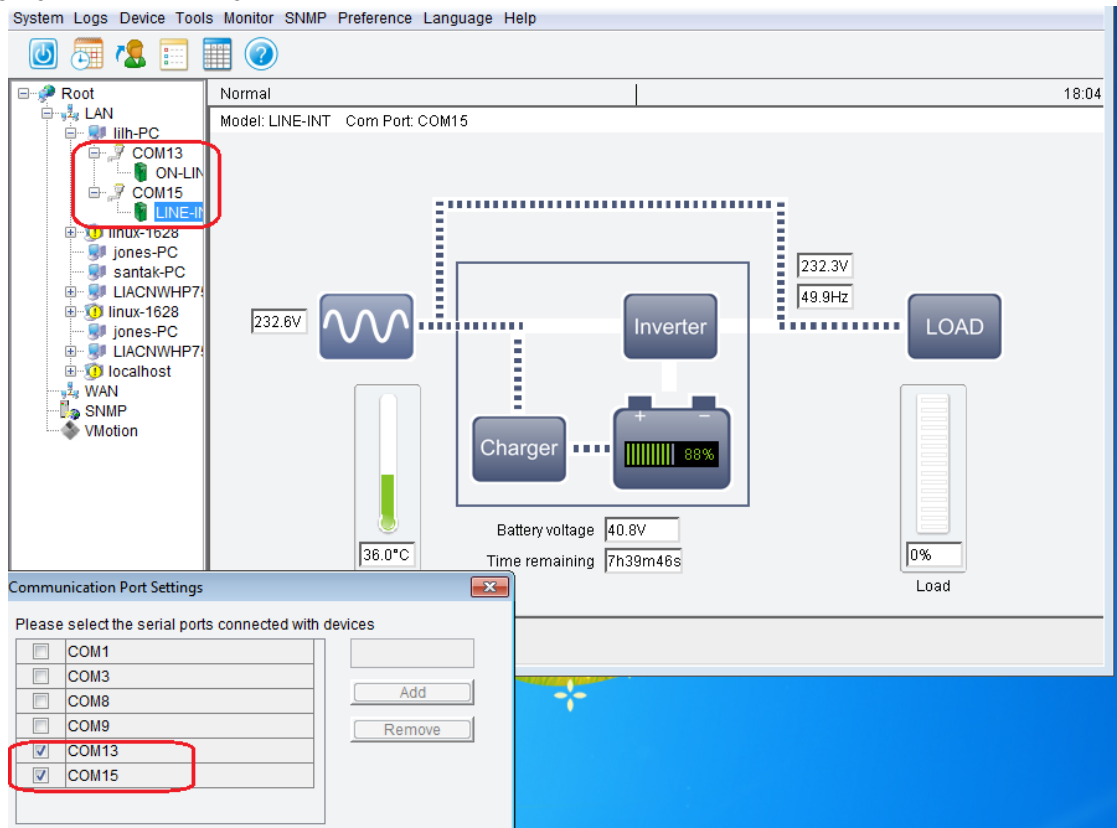 System Logs Device Tools Monitor SNMP Preference Language Help
Root
LAN
lilh-PC
COM13
ON-LIN
COM15
LINE-IN
linux-1628
jones-PC
santak-PC
LIACNWHP75
linux-1628
jones-PC
LIACNWHP75
localhost
WAN
SNMP
VMotion
Normal 18:04
Model: LINE-INT Com Port: COM15
232.3V
49.9Hz
232.6V
Inverter
LOAD
Charger
+ −
88%
Battery voltage 40.8V
Time remaining 7h39m46s
36.0°C
0%
Load
Communication Port Settings
Please select the serial ports connected with devices
COM1
COM3
COM8
COM9
COM13
COM15
Add
Remove